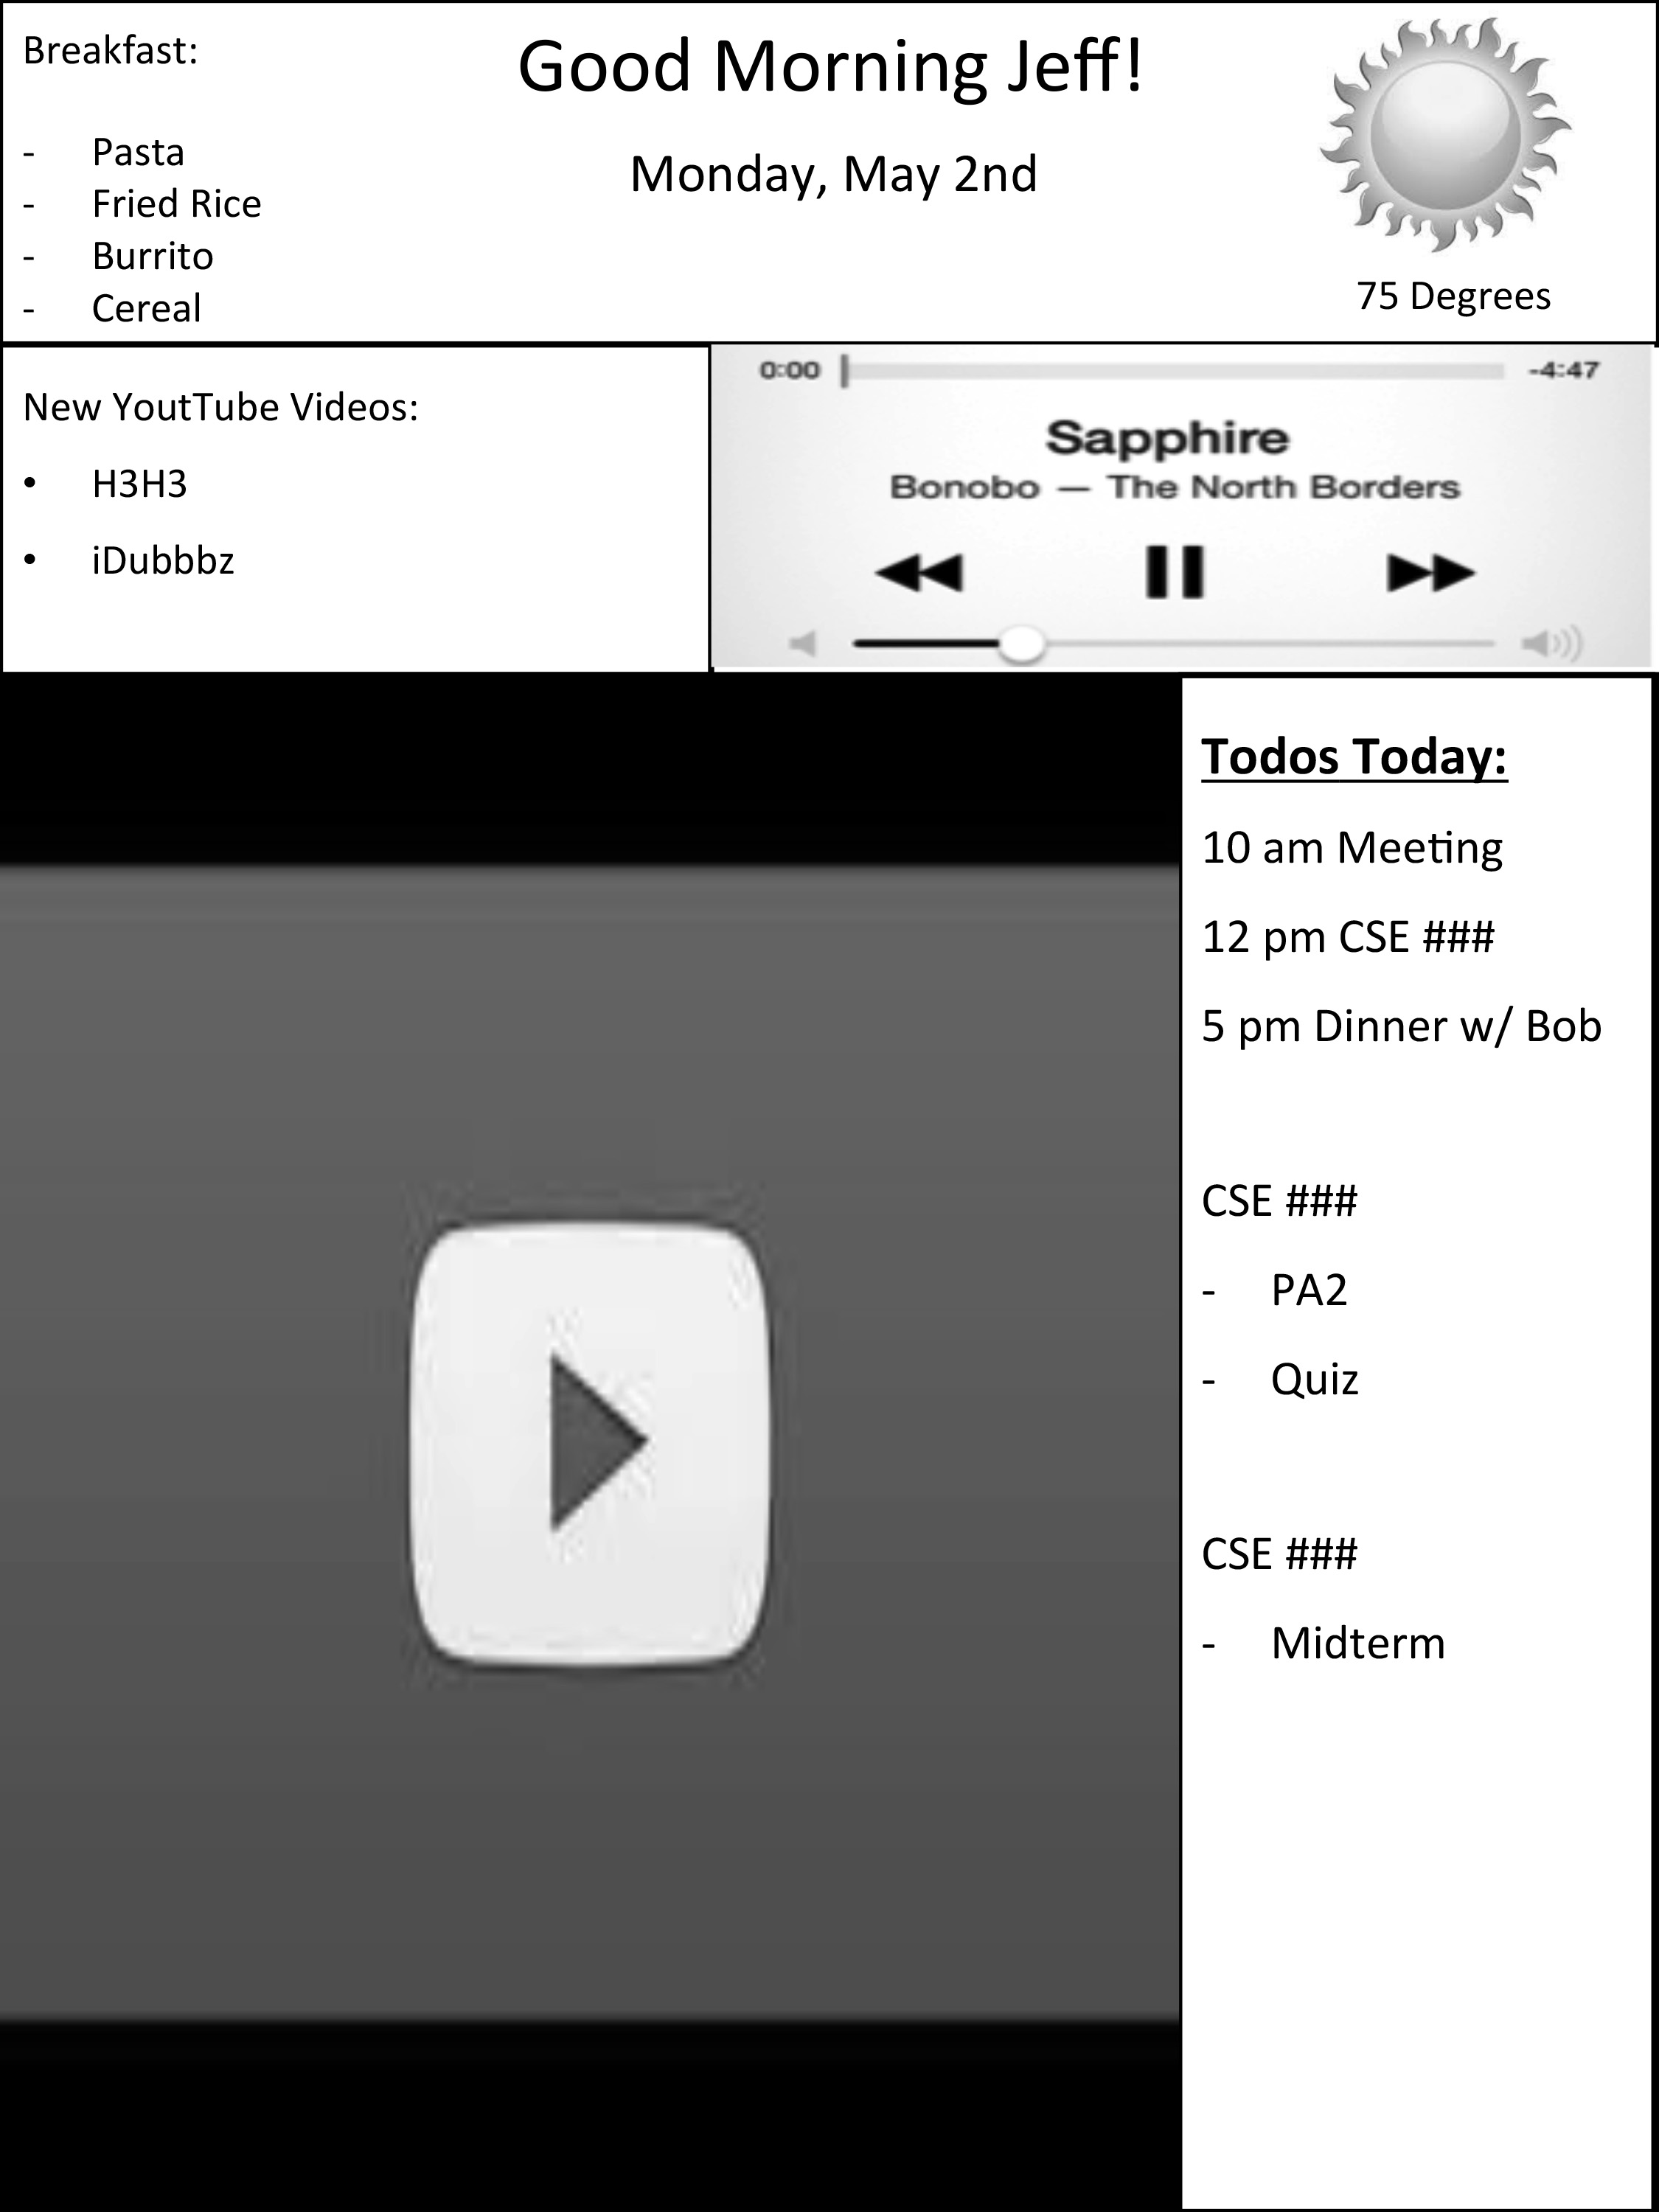 Breakfast:
- Pasta
- Fried Rice
- Burrito
- Cereal
Good Morning Jeff!
Monday, May 2nd
75 Degrees
New YoutTube Videos:
• H3H3
• iDubbbz
0:00 -4:47
Sapphire
Bonobo — The North Borders
Todos Today:
10 am Meeting
12 pm CSE ###
5 pm Dinner w/ Bob
CSE ###
- PA2
- Quiz
CSE ###
- Midterm